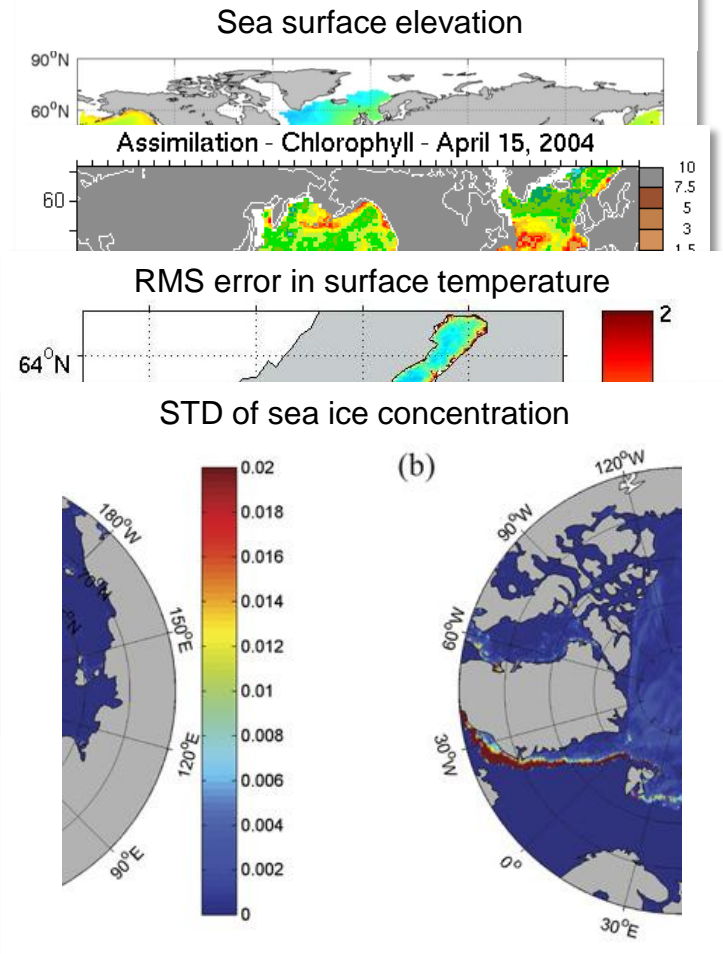 Sea surface elevation
90°N
60°N
Assimilation - Chlorophyll - April 15, 2004
60
10
7.5
5
3
1.5
RMS error in surface temperature
64°N
2
STD of sea ice concentration
(b)
0.02
0.018
0.016
0.014
0.012
0.01
0.008
0.006
0.004
0.002
0
180°W
150°E
120°E
90°E
120°W
90°W
60°W
30°W
0°
30°E